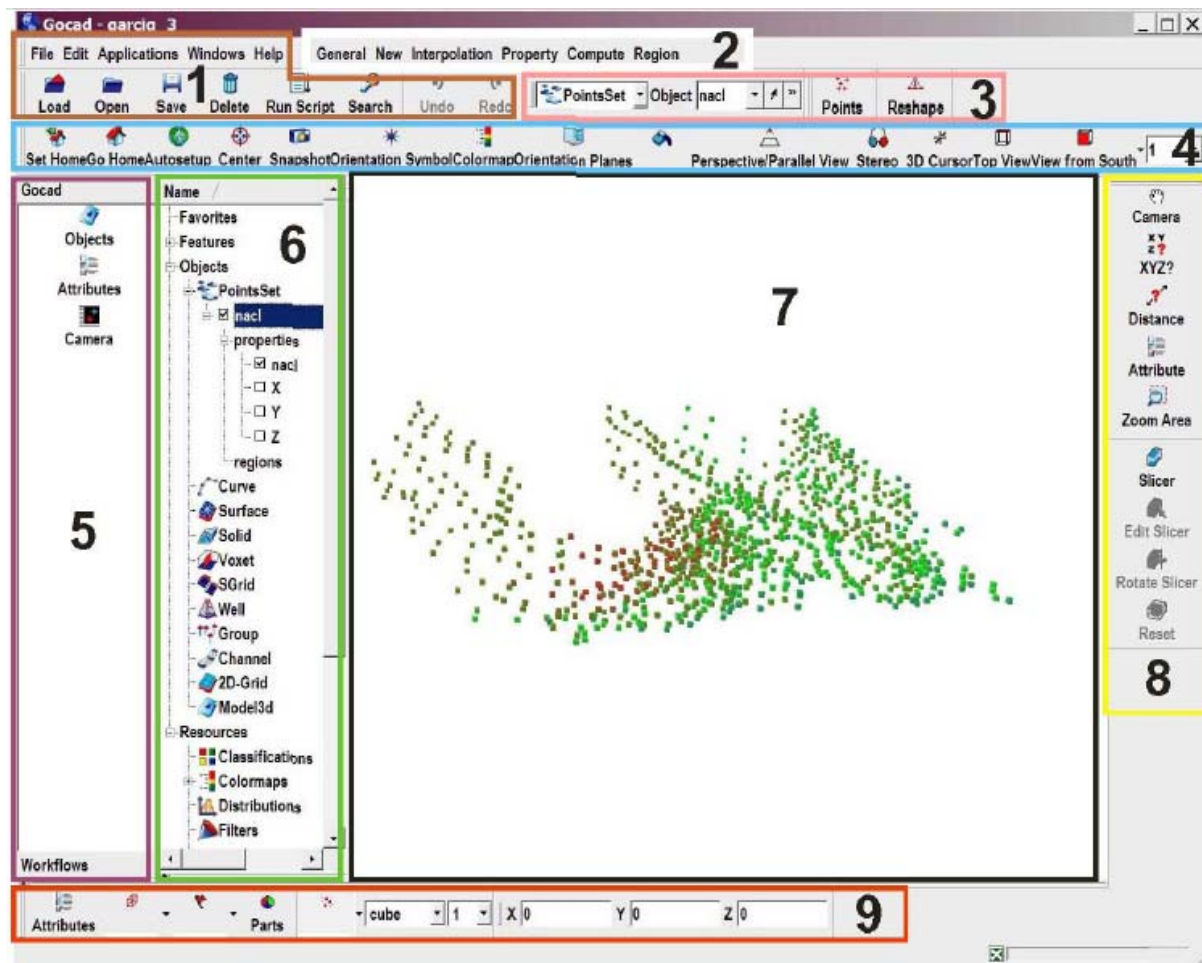 Gocad - garcia_3
File Edit Applications Windows Help
General New Interpolation Property Compute Region
2
1
Load Open Save Delete Run Script Search Undo Redo
PointsSet Object nacl »
Points Reshape
3
Set Home Go Home Autosetup Center Snapshot Orientation Symbol Colormap Orientation Planes Perspective/Parallel View Stereo 3D Cursor Top View View from South 1
4
Gocad
Objects
Attributes
Camera
5
Workflows
Name
6
Favorites
Features
Objects
PointsSet
nacl
properties
nacl
X
Y
Z
regions
Curve
Surface
Solid
Voxet
SGrid
Well
Group
Channel
2D-Grid
Model3d
Resources
Classifications
Colormaps
Distributions
Filters
7
Camera
X Y
Z ?
XYZ?
Distance
Attribute
Zoom Area
Slicer
Edit Slicer
Rotate Slicer
Reset
8
Attributes Parts cube 1 X 0 Y 0 Z 0
9